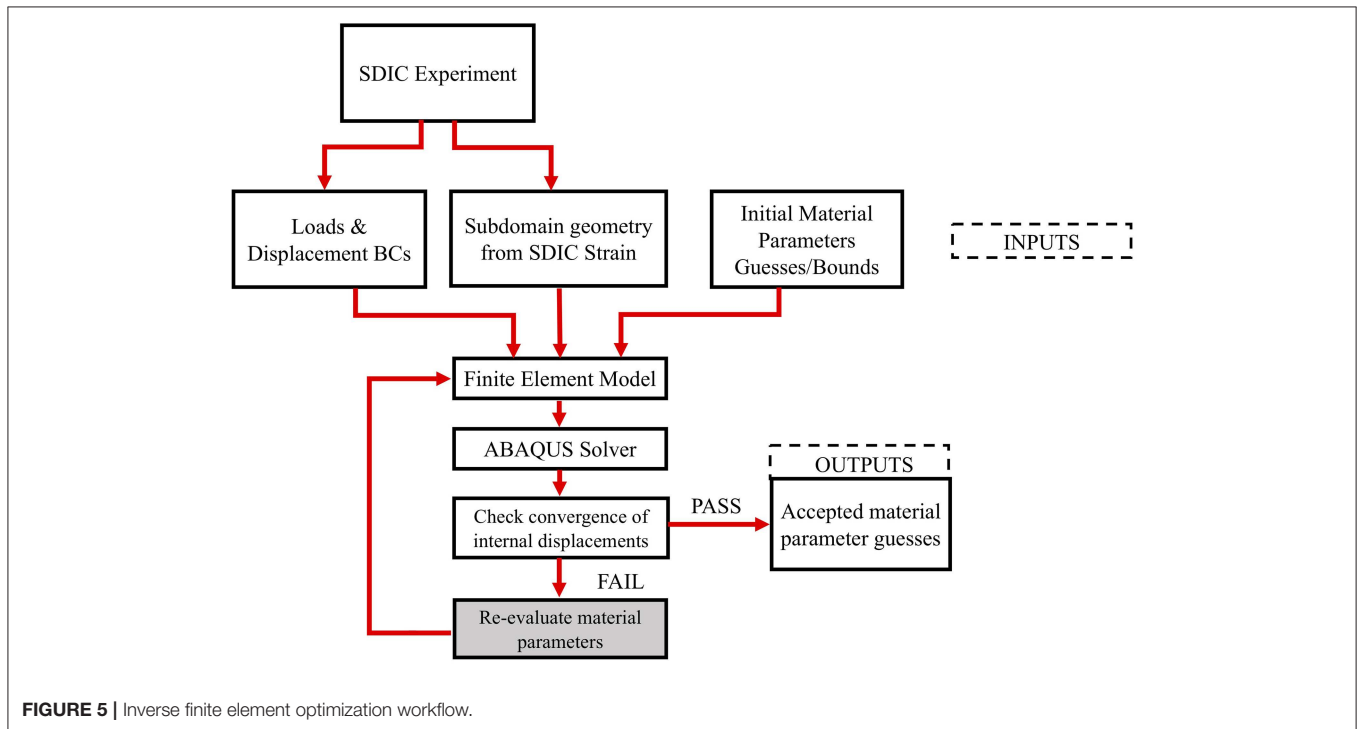 SDIC Experiment
Loads &
Displacement BCs
Subdomain geometry
from SDIC Strain
Initial Material
Parameters
Guesses/Bounds
INPUTS
Finite Element Model
ABAQUS Solver
OUTPUTS
Check convergence of
internal displacements
PASS
Accepted material
parameter guesses
FAIL
Re-evaluate material
parameters
FIGURE 5 | Inverse finite element optimization workflow.